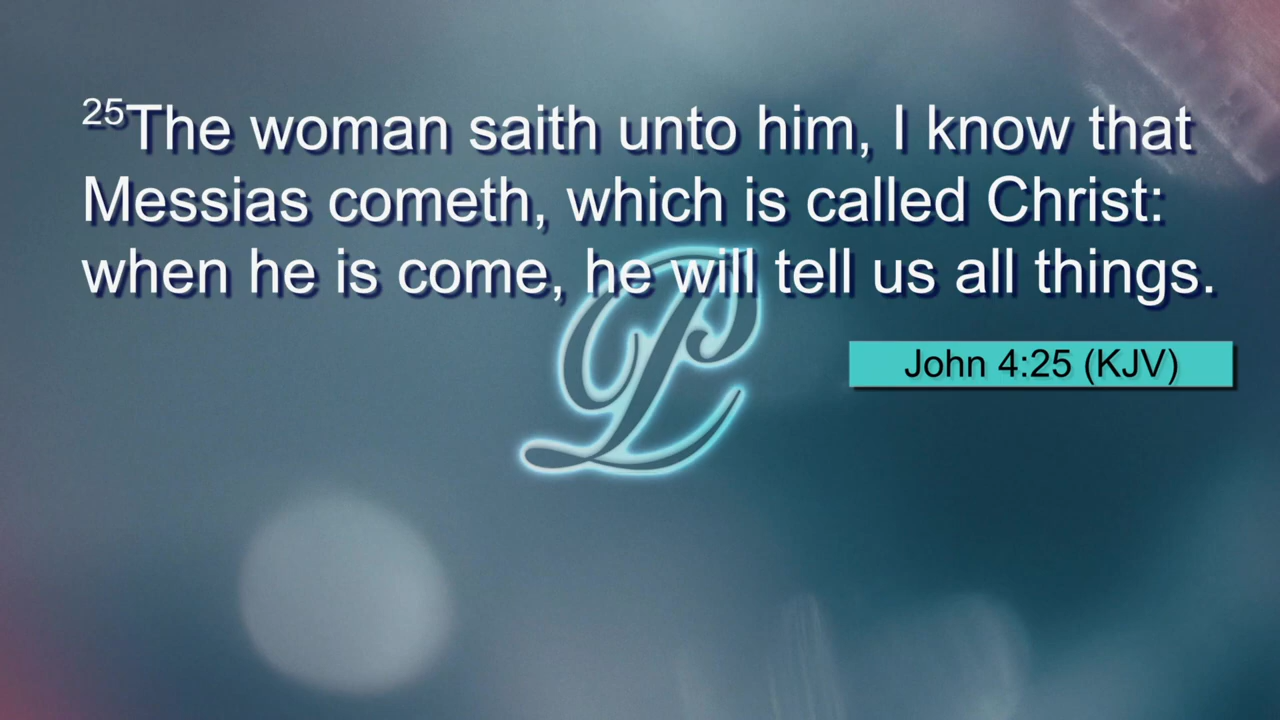 25The woman saith unto him, I know that
Messias cometh, which is called Christ:
when he is come, he will tell us all things.
John 4:25 (KJV)